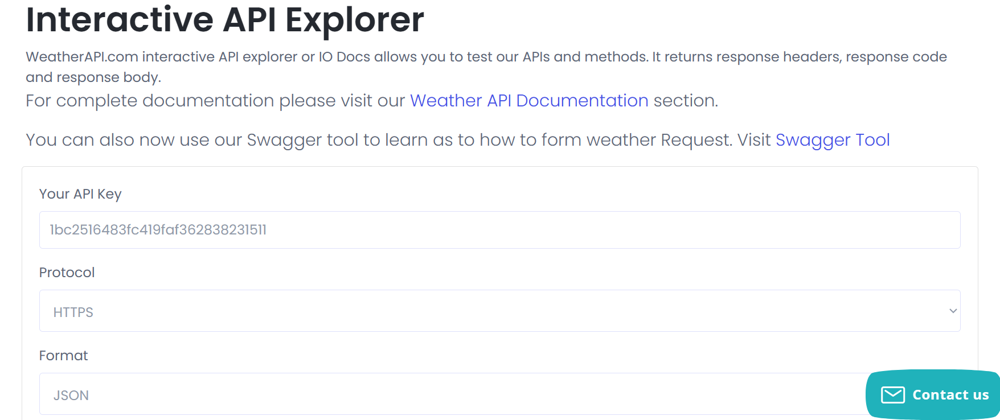 Interactive API Explorer
WeatherAPI.com interactive API explorer or IO Docs allows you to test our APIs and methods. It returns response headers, response code
and response body.
For complete documentation please visit our Weather API Documentation section.
You can also now use our Swagger tool to learn as to how to form weather Request. Visit Swagger Tool
Your API Key
1bc2516483fc419faf362838231511
Protocol
HTTPS
Format
JSON
Contact us